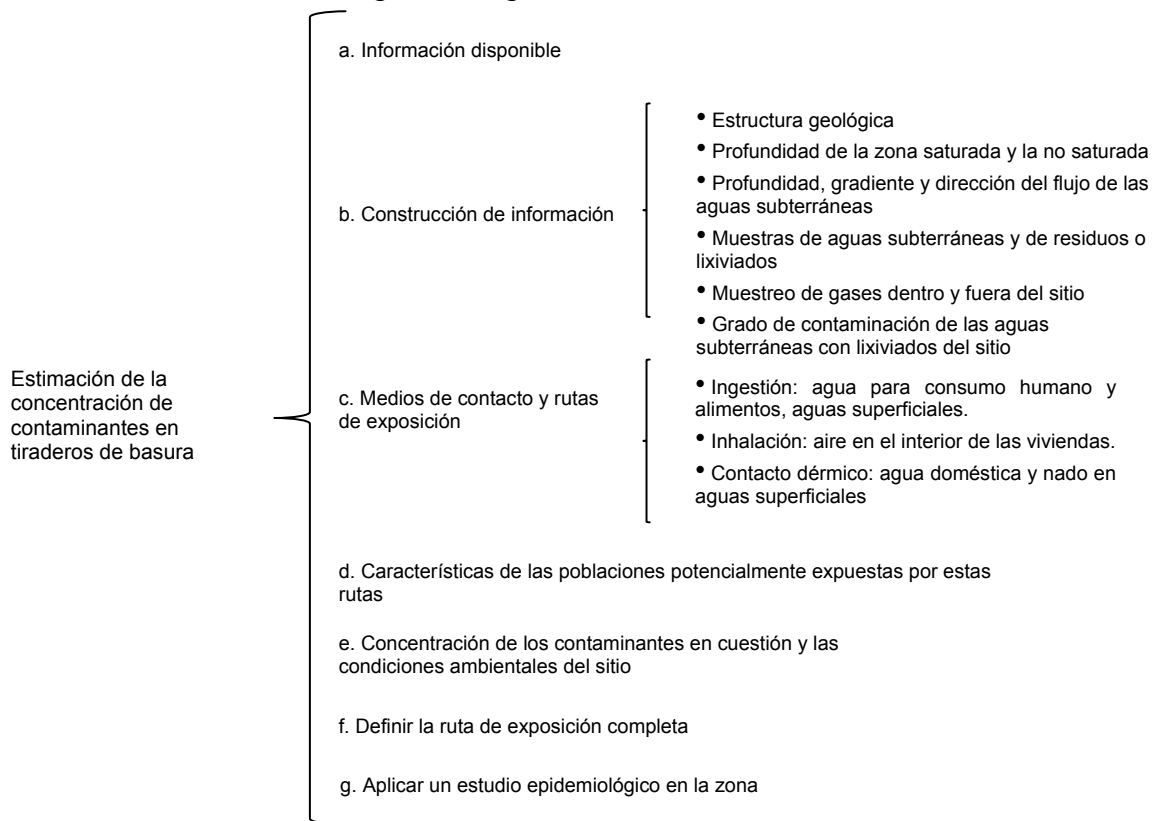 a. Información disponible
b. Construcción de información
• Estructura geológica
• Profundidad de la zona saturada y la no saturada
• Profundidad, gradiente y dirección del flujo de las
aguas subterráneas
• Muestras de aguas subterráneas y de residuos o
lixiviados
• Muestreo de gases dentro y fuera del sitio
• Grado de contaminación de las aguas
subterráneas con lixiviados del sitio
Estimación de la
concentración de
contaminantes en
tiraderos de basura
c. Medios de contacto y rutas
de exposición
• Ingestión: agua para consumo humano y
alimentos, aguas superficiales.
• Inhalación: aire en el interior de las viviendas.
• Contacto dérmico: agua doméstica y nado en
aguas superficiales
d. Características de las poblaciones potencialmente expuestas por estas
rutas
e. Concentración de los contaminantes en cuestión y las
condiciones ambientales del sitio
f. Definir la ruta de exposición completa
g. Aplicar un estudio epidemiológico en la zona